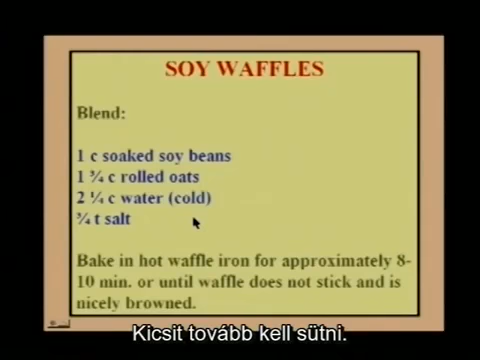 SOY WAFFLES
Blend:
1 c soaked soy beans
1 ¾ c rolled oats
2 ¼ c water (cold)
¾ t salt
Bake in hot waffle iron for approximately 8-
10 min. or until waffle does not stick and is
nicely browned.
Kicsit tovább kell sütni.